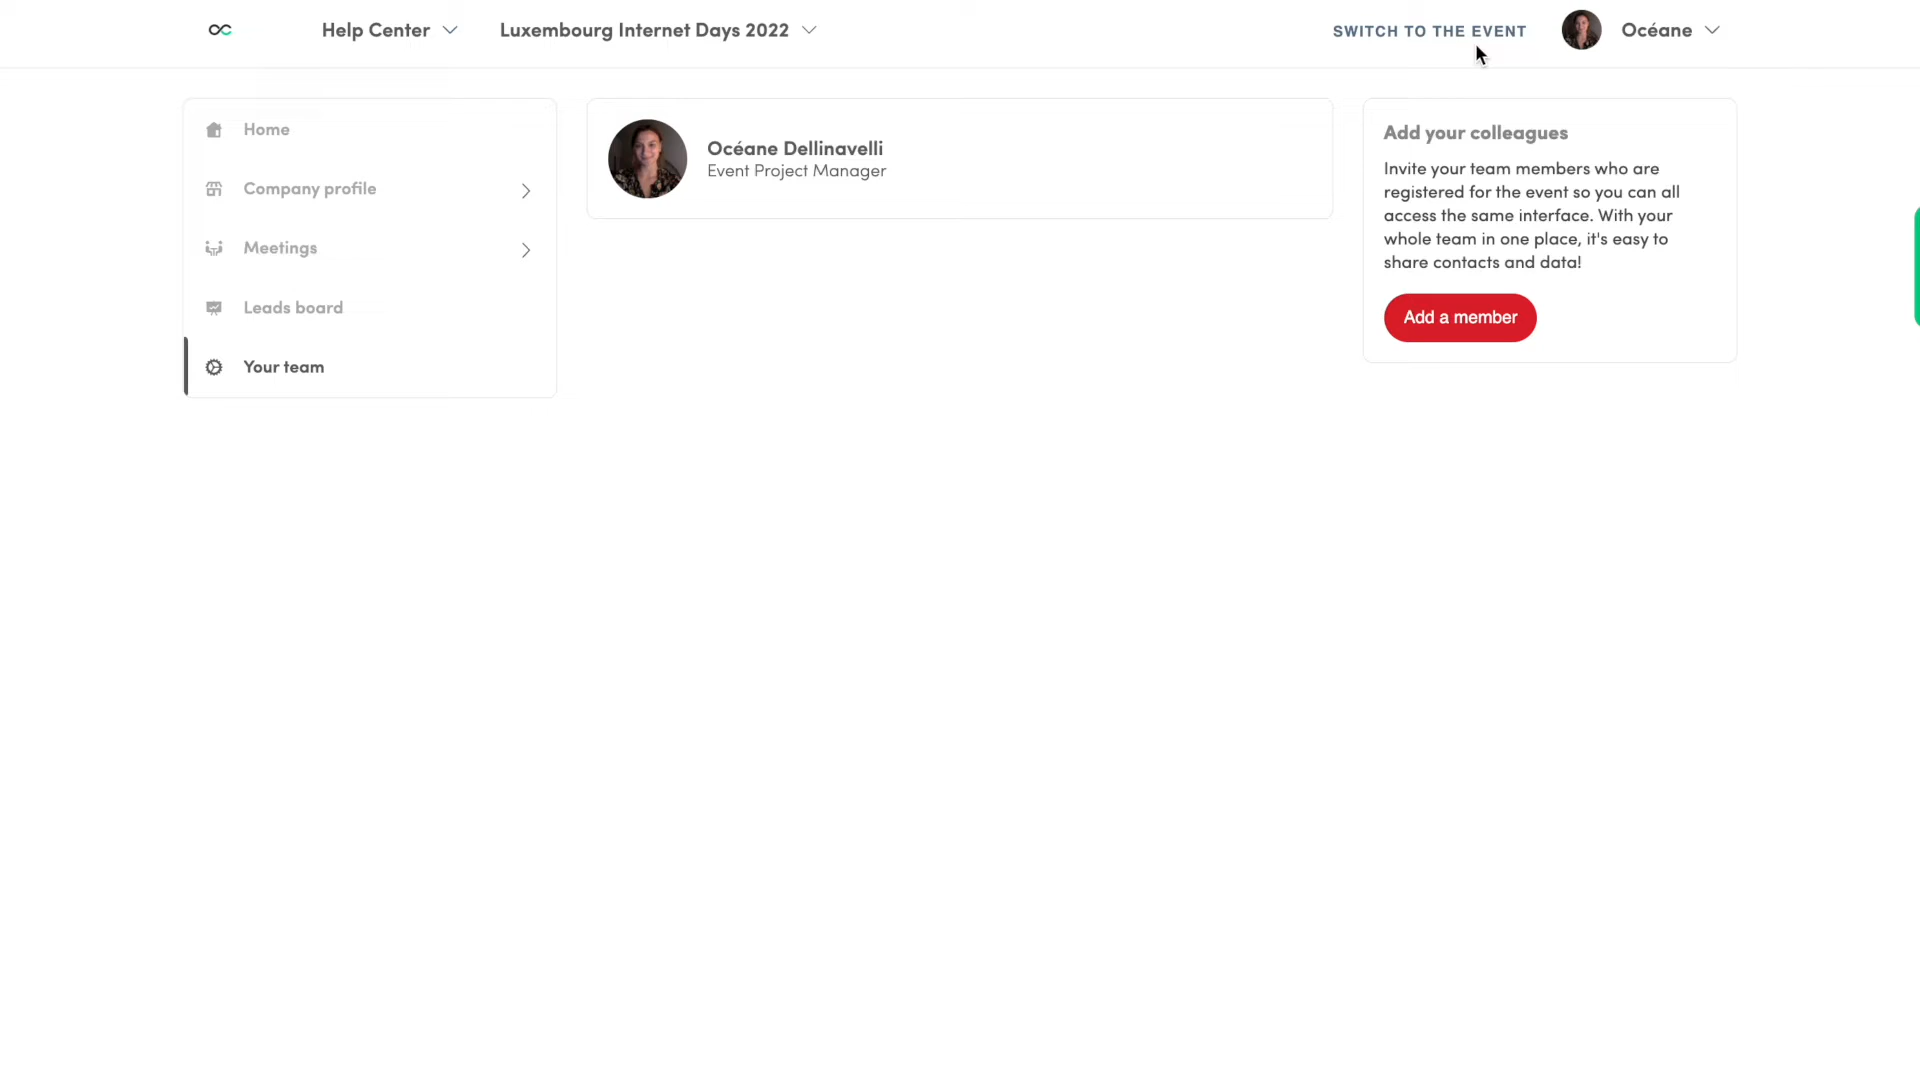 Help Center
Luxembourg Internet Days 2022
SWITCH TO THE EVENT
Océane
Home
Company profile
Meetings
Leads board
Your team
Océane Dellinavelli
Event Project Manager
Add your colleagues
Invite your team members who are
registered for the event so you can all
access the same interface. With your
whole team in one place, it's easy to
share contacts and data!
Add a member